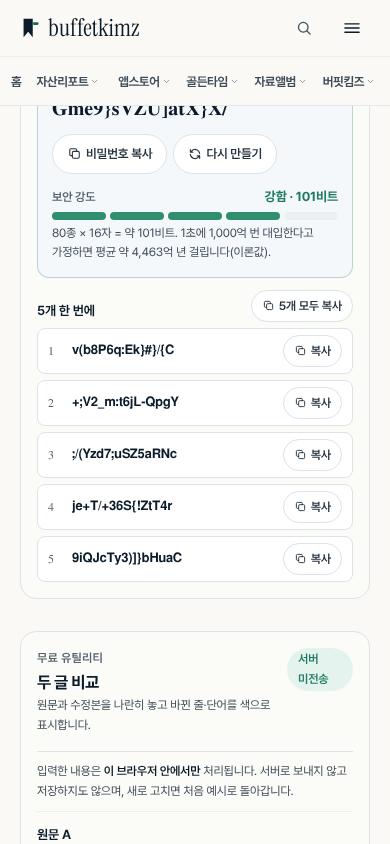 buffetkimz
홈 자산리포트 앱스토어 골든타임 자료앨범 버핏킴즈
비밀번호 복사 다시 만들기
보안 강도 강함 · 101비트
80종 × 16자 = 약 101비트. 1초에 1,000억 번 대입한다고
가정하면 평균 약 4,463억 년 걸립니다(이론값).
5개 한 번에 5개 모두 복사
1 v(b8P6q:Ek}#}/{C 복사
2 +;V2_m:t6jL-QpgY 복사
3 ;/(Yzd7;uSZ5aRNc 복사
4 je+T/+36S{!ZtT4r 복사
5 9iQJcTy3)]}bHuaC 복사
무료 유틸리티
두 글 비교
서버
미전송
원문과 수정본을 나란히 놓고 바뀐 줄·단어를 색으로
표시합니다.
입력한 내용은 이 브라우저 안에서만 처리됩니다. 서버로 보내지 않고
저장하지도 않으며, 새로 고치면 처음 예시로 돌아갑니다.
원문 A